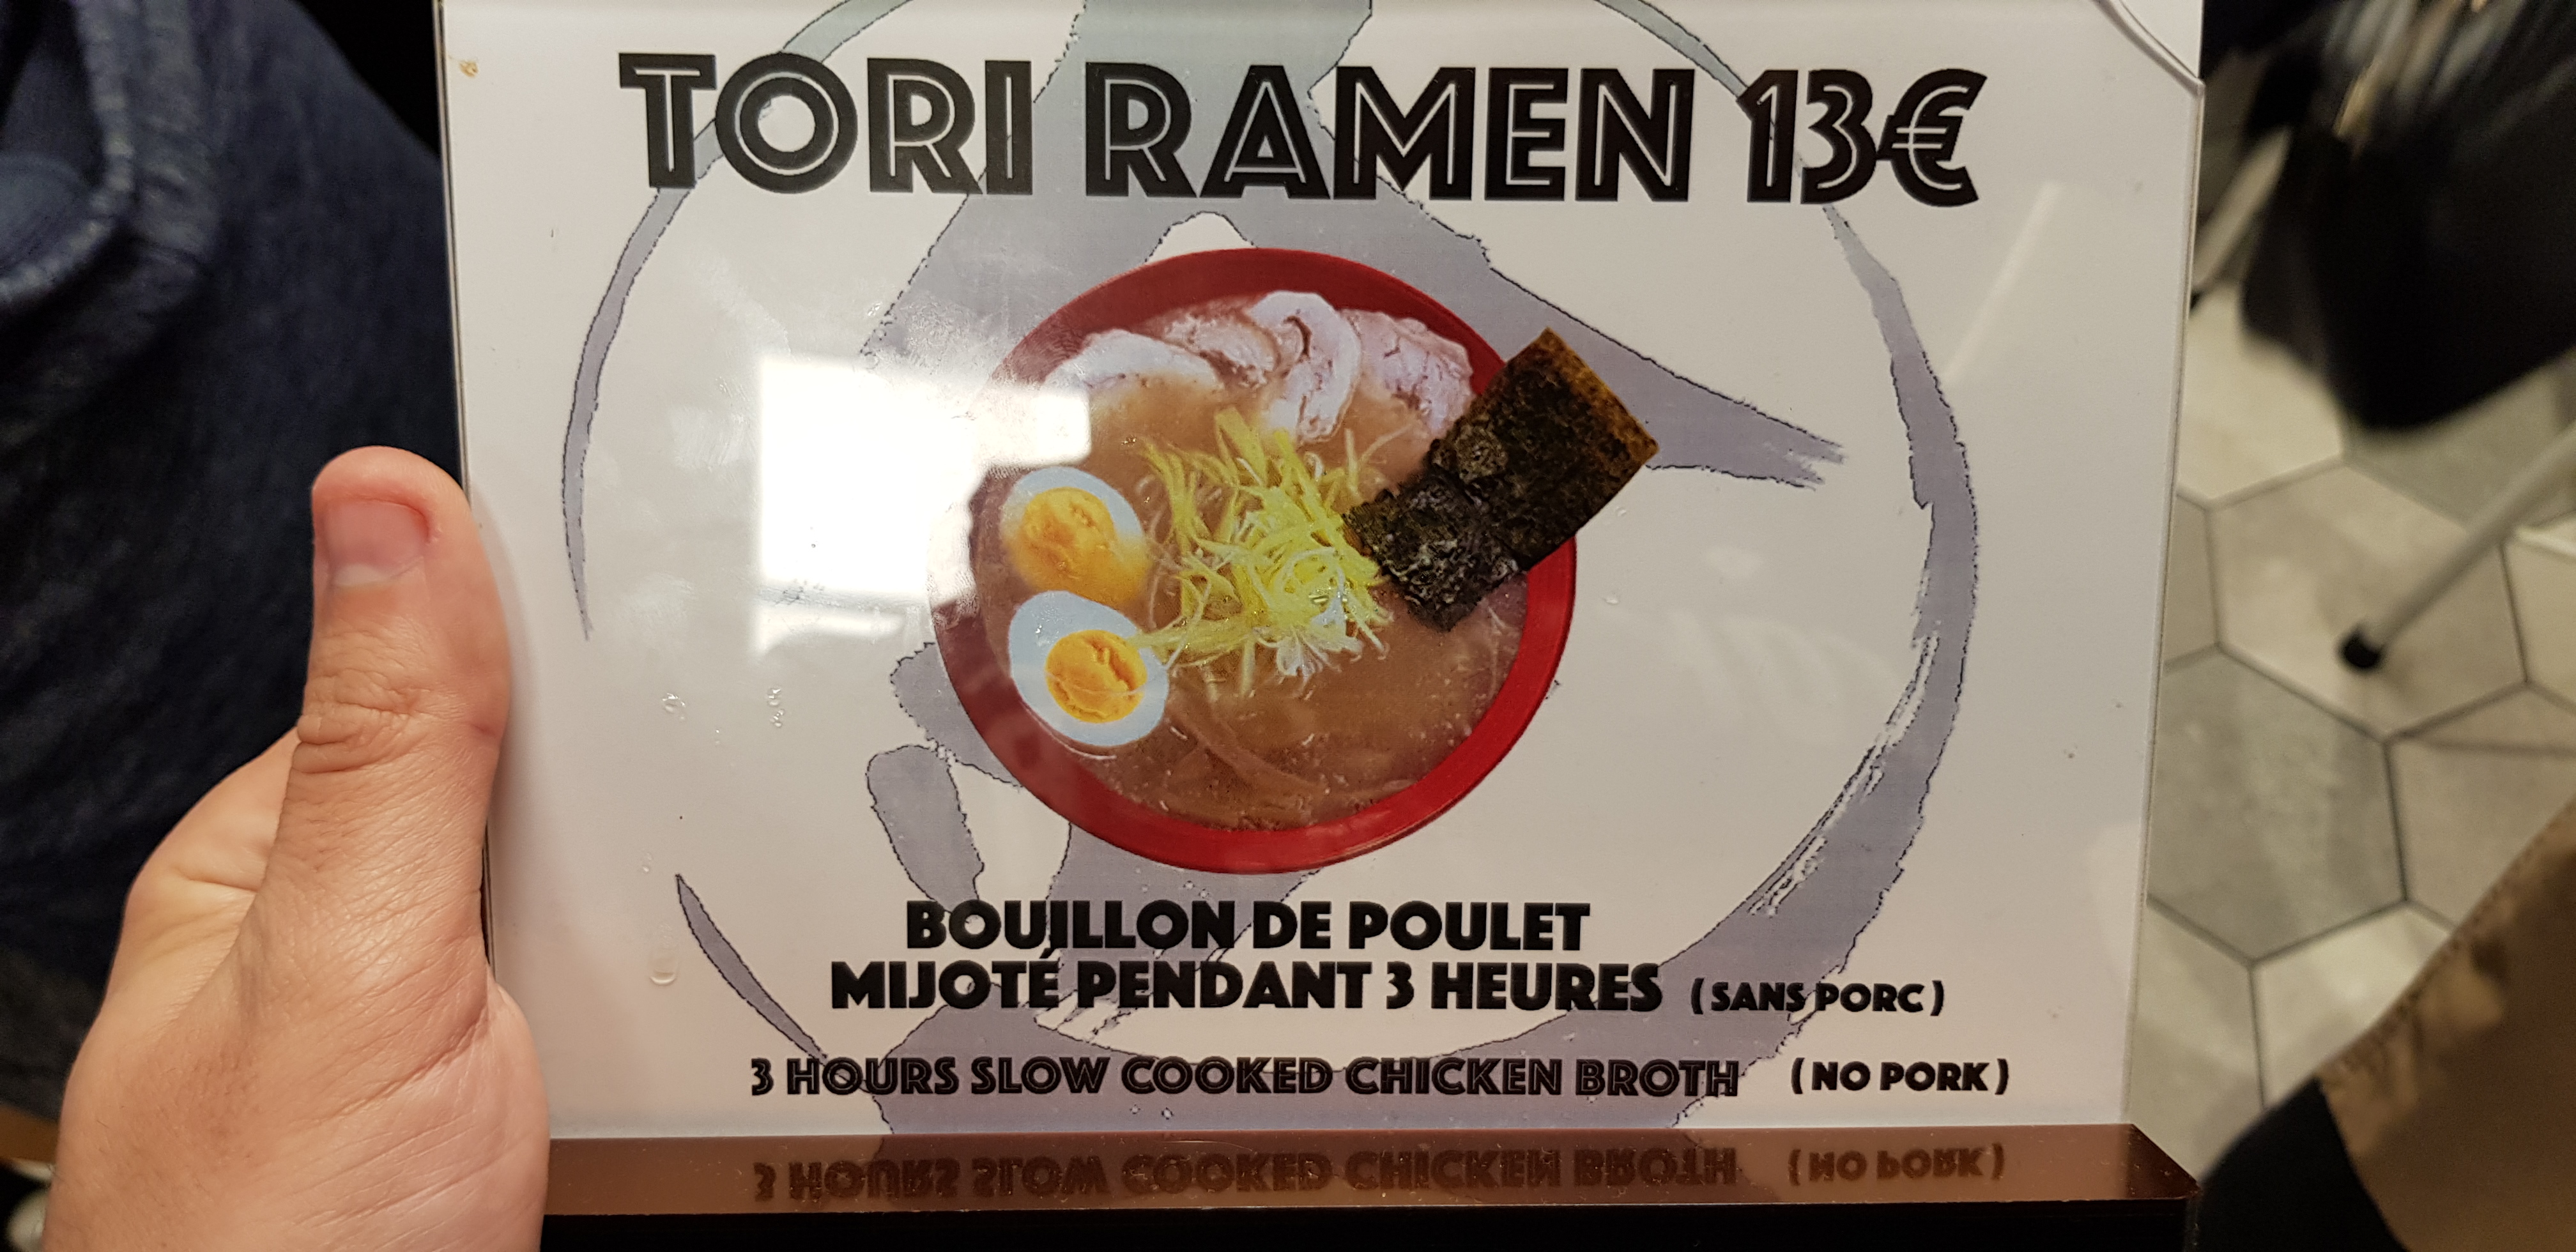 TORI RAMEN 13€
BOUILLON DE POULET
MIJOTÉ PENDANT 3 HEURES (SANS PORC)
3 HOURS SLOW COOKED CHICKEN BROTH (NO PORK)